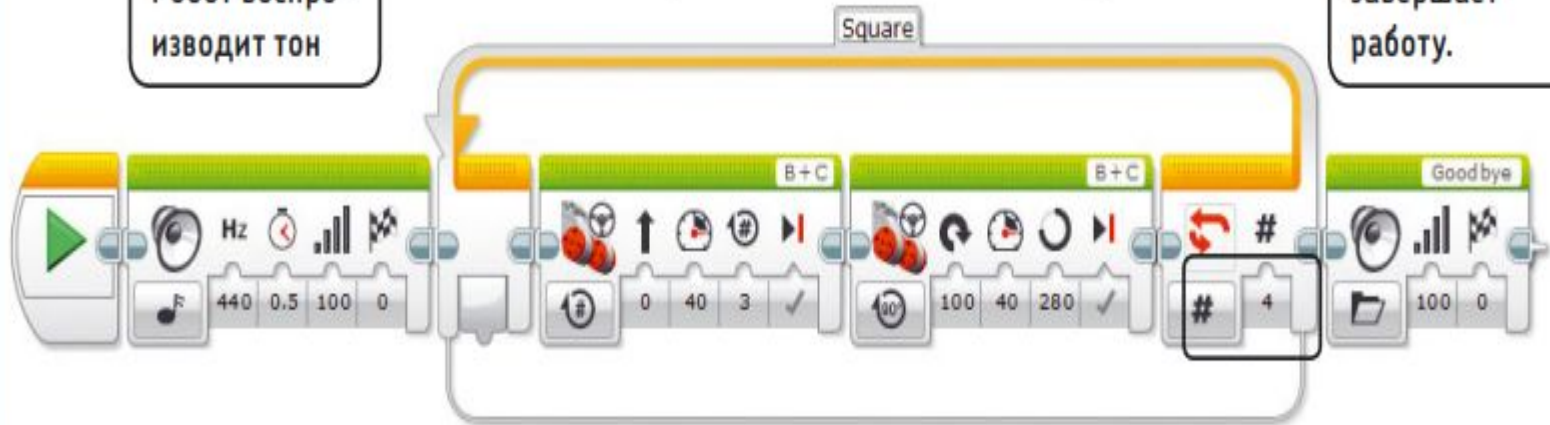 изводит тон
Square
работу.
B+C
B+C
Good bye
Hz
#
#
440 0.5 100 0
# 0 40 3
90° 100 40 280
# 4
100 0